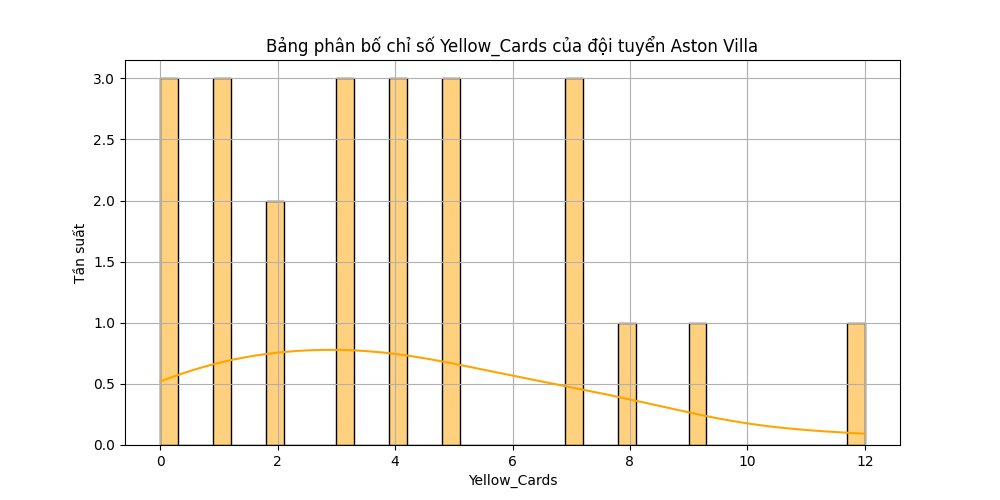 Bảng phân bố chỉ số Yellow_Cards của đội tuyển Aston Villa
3.0
2.5
2.0
1.5
1.0
0.5
0.0
Tần suất
0 2 4 6 8 10 12
Yellow_Cards